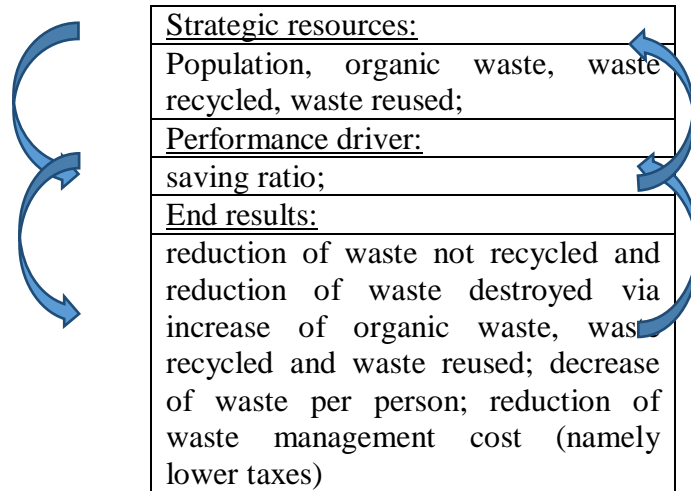 Strategic resources:
Population, organic waste, waste
recycled, waste reused;
Performance driver:
saving ratio;
End results:
reduction of waste not recycled and
reduction of waste destroyed via
increase of organic waste, waste
recycled and waste reused; decrease
of waste per person; reduction of
waste management cost (namely
lower taxes)